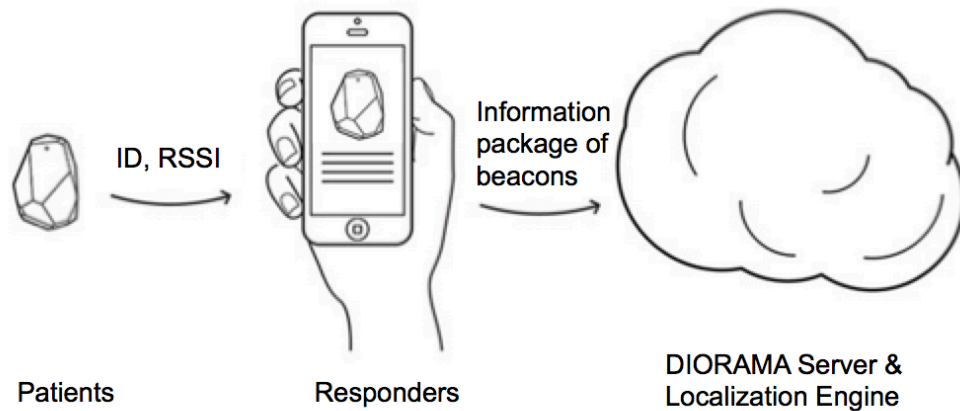 ID, RSSI
Information
package of
beacons
Patients
Responders
DIORAMA Server &
Localization Engine